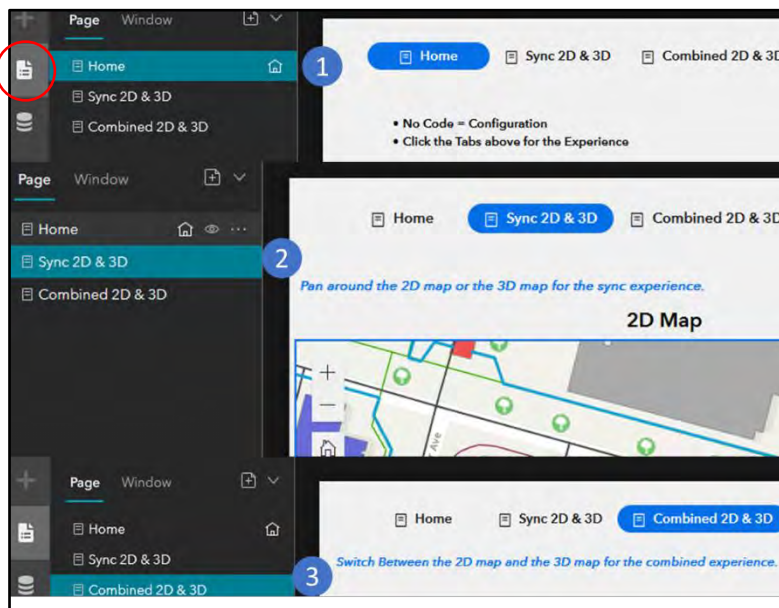 Page Window
Home
Sync 2D & 3D
Combined 2D & 3D
1
Home Sync 2D & 3D Combined 2D & 3D
• No Code = Configuration
• Click the Tabs above for the Experience
Page Window
Home
Sync 2D & 3D
Combined 2D & 3D
2
Home Sync 2D & 3D Combined 2D & 3D
Pan around the 2D map or the 3D map for the sync experience.
2D Map
Ave
Page Window
Home
Sync 2D & 3D
Combined 2D & 3D
3
Home Sync 2D & 3D Combined 2D & 3D
Switch Between the 2D map and the 3D map for the combined experience.